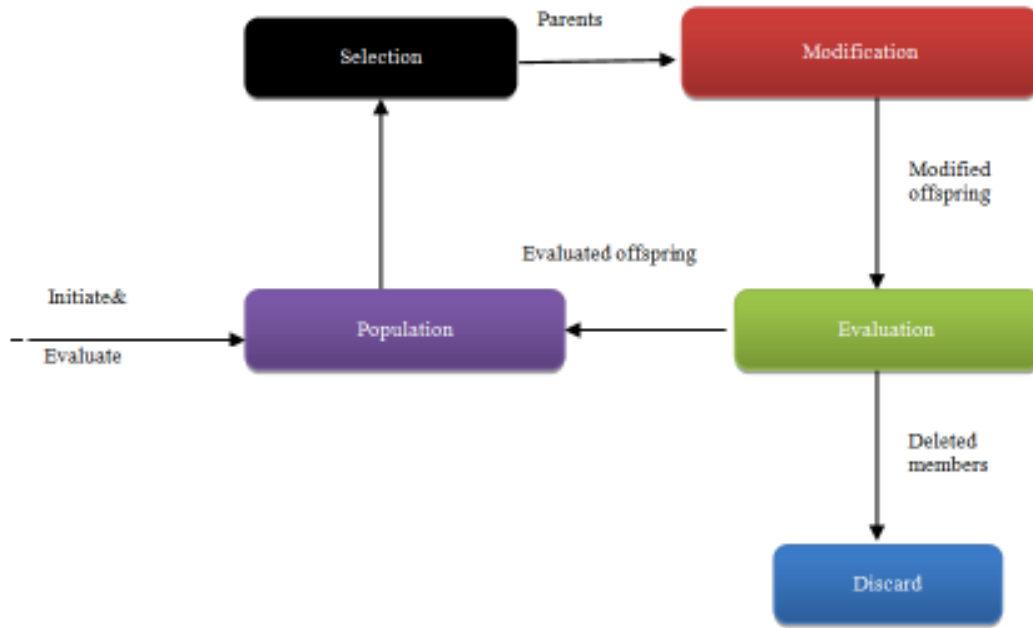 Parents
Selection
Modification
Modified
offspring
Evaluated offspring
Initiate&
Population
Evaluation
Evaluate
Deleted
members
Discard